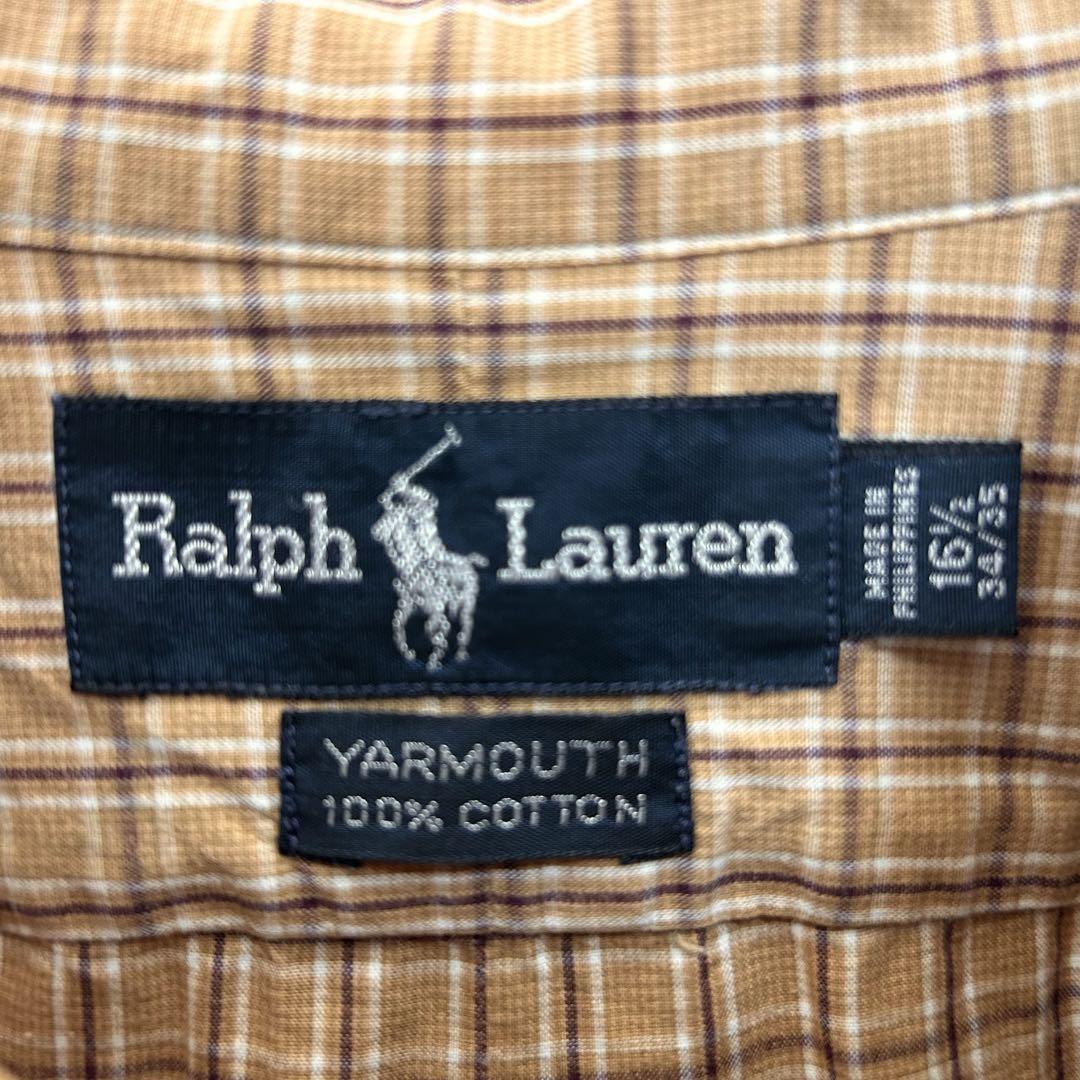 Ralph Lauren
MADE IN
PHILIPPINES
16½
34/35
YARMOUTH
100% COTTON